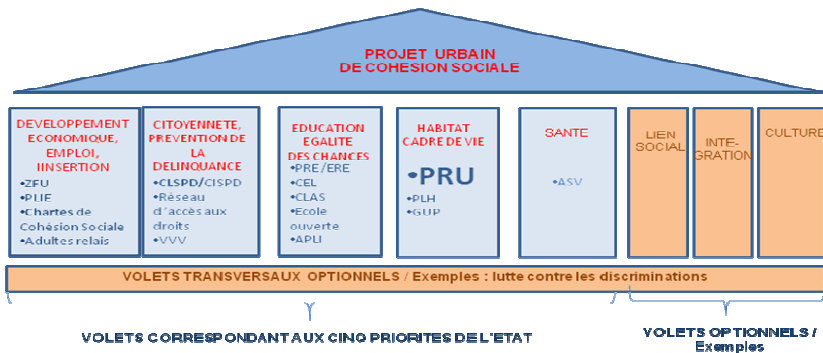 PROJET URBAIN
DE COHESION SOCIALE
DEVELOPPEMENT
ECONOMIQUE,
EMPLOI,
IINSERTION
•ZFU
•PLIE
•Chartes de
Cohésion Sociale
•Adultes relais
CITOYENNETE,
PREVENTION DE
LA
DELINQUANCE
•CLSPD/CISPD
•Réseau
d´accès aux
droits
•VVV
EDUCATION
EGALITE
DES CHANCES
•PRE/ERE
•CEL
•CLAS
•Ecole
ouverte
•APLI
HABITAT
CADRE DE VIE
•PRU
•PLH
•GUP
SANTE
•ASV
LIEN
SOCIAL
INTE-
GRATION
CULTURE
VOLETS TRANSVERSAUX OPTIONNELS / Exemples : lutte contre les discriminations
VOLETS CORRESPONDANT AUX CINQ PRIORITES DE L'ETAT
VOLETS OPTIONNELS /
Exemples